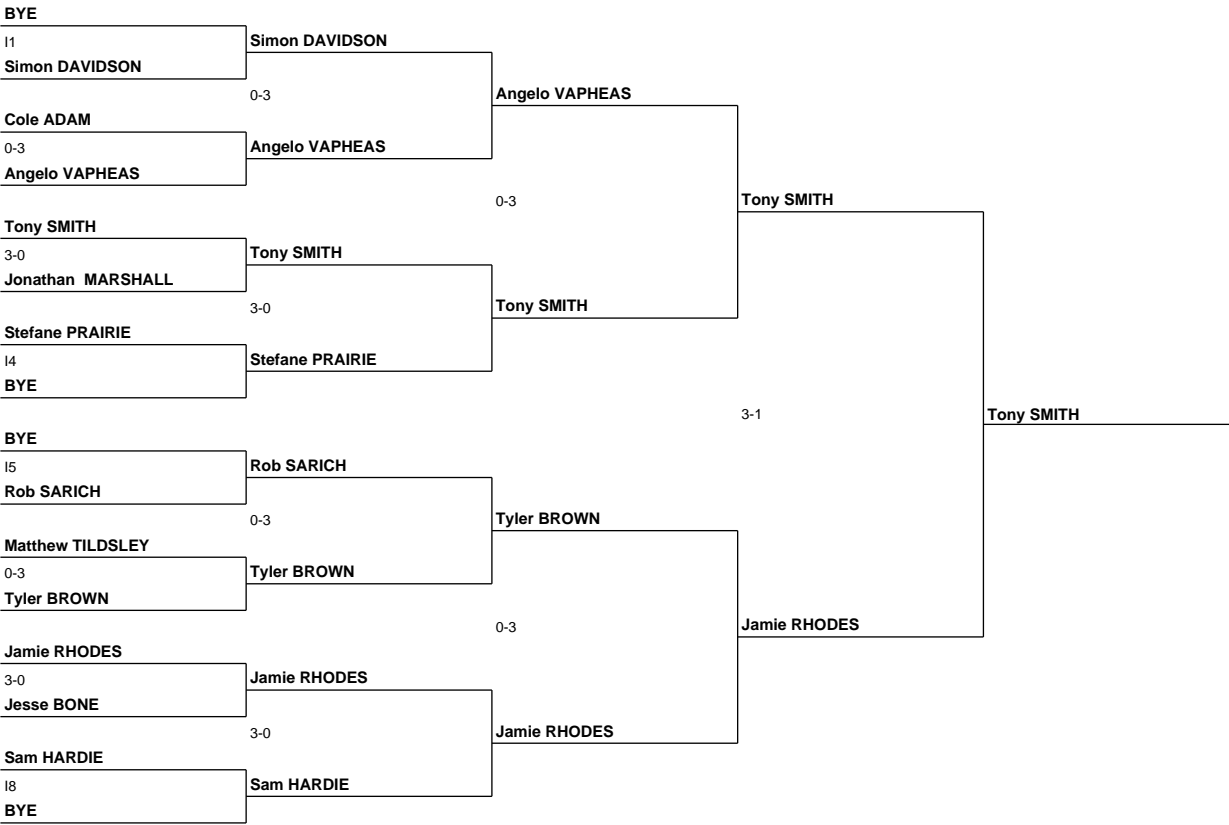 BYE
I1
Simon DAVIDSON
Cole ADAM
0-3
Angelo VAPHEAS
Tony SMITH
3-0
Jonathan  MARSHALL
Stefane PRAIRIE
I4
BYE
BYE
I5
Rob SARICH
Matthew TILDSLEY
0-3
Tyler BROWN
Jamie RHODES
3-0
Jesse BONE
Sam HARDIE
I8
BYE
Simon DAVIDSON
0-3
Angelo VAPHEAS
Tony SMITH
3-0
Stefane PRAIRIE
Rob SARICH
0-3
Tyler BROWN
Jamie RHODES
3-0
Sam HARDIE
Angelo VAPHEAS
0-3
Tony SMITH
Tyler BROWN
0-3
Jamie RHODES
Tony SMITH
3-1
Jamie RHODES
Tony SMITH